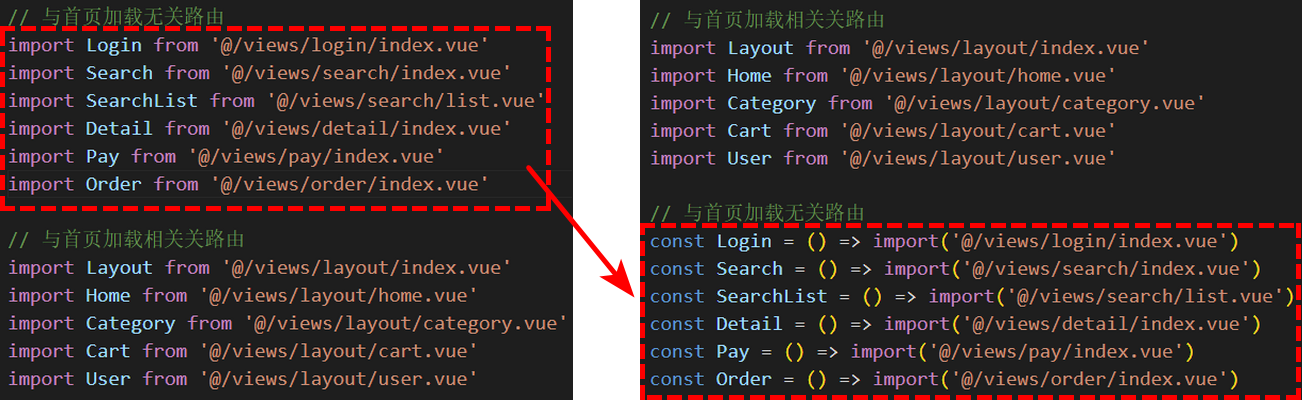 // 与首页加载无关路由
import Login from '@/views/login/index.vue'
import Search from '@/views/search/index.vue'
import SearchList from '@/views/search/list.vue'
import Detail from '@/views/detail/index.vue'
import Pay from '@/views/pay/index.vue'
import Order from '@/views/order/index.vue'
// 与首页加载相关关路由
import Layout from '@/views/layout/index.vue'
import Home from '@/views/layout/home.vue'
import Category from '@/views/layout/category.vue'
import Cart from '@/views/layout/cart.vue'
import User from '@/views/layout/user.vue'
// 与首页加载相关关路由
import Layout from '@/views/layout/index.vue'
import Home from '@/views/layout/home.vue'
import Category from '@/views/layout/category.vue'
import Cart from '@/views/layout/cart.vue'
import User from '@/views/layout/user.vue'
// 与首页加载无关路由
const Login = () => import('@/views/login/index.vue')
const Search = () => import('@/views/search/index.vue')
const SearchList = () => import('@/views/search/list.vue')
const Detail = () => import('@/views/detail/index.vue')
const Pay = () => import('@/views/pay/index.vue')
const Order = () => import('@/views/order/index.vue')